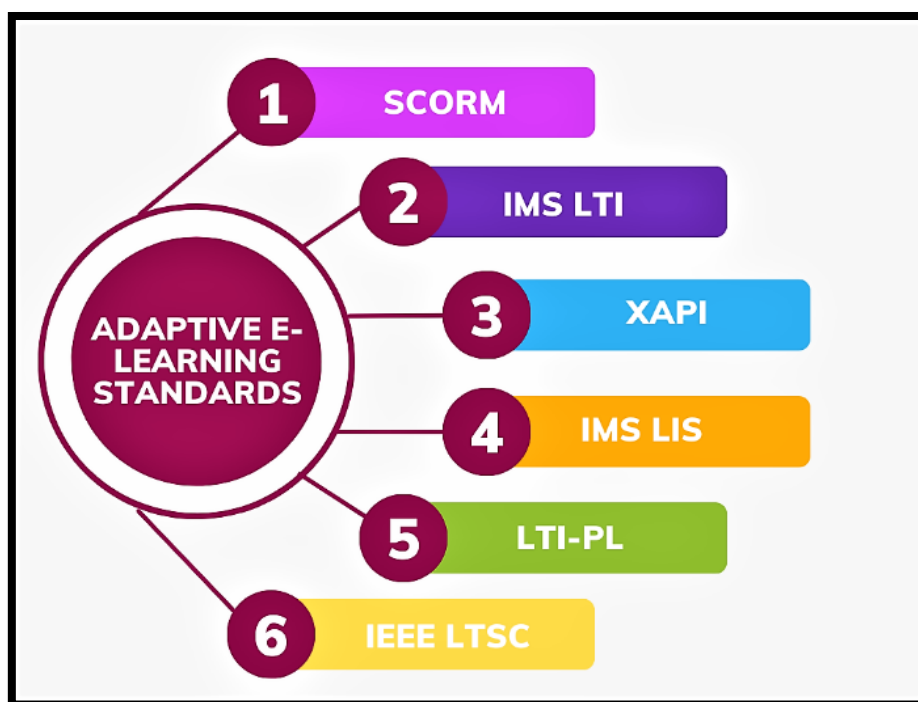 1
SCORM
2
IMS LTI
3
XAPI
ADAPTIVE E-
LEARNING
STANDARDS
4
IMS LIS
5
LTI-PL
6
IEEE LTSC